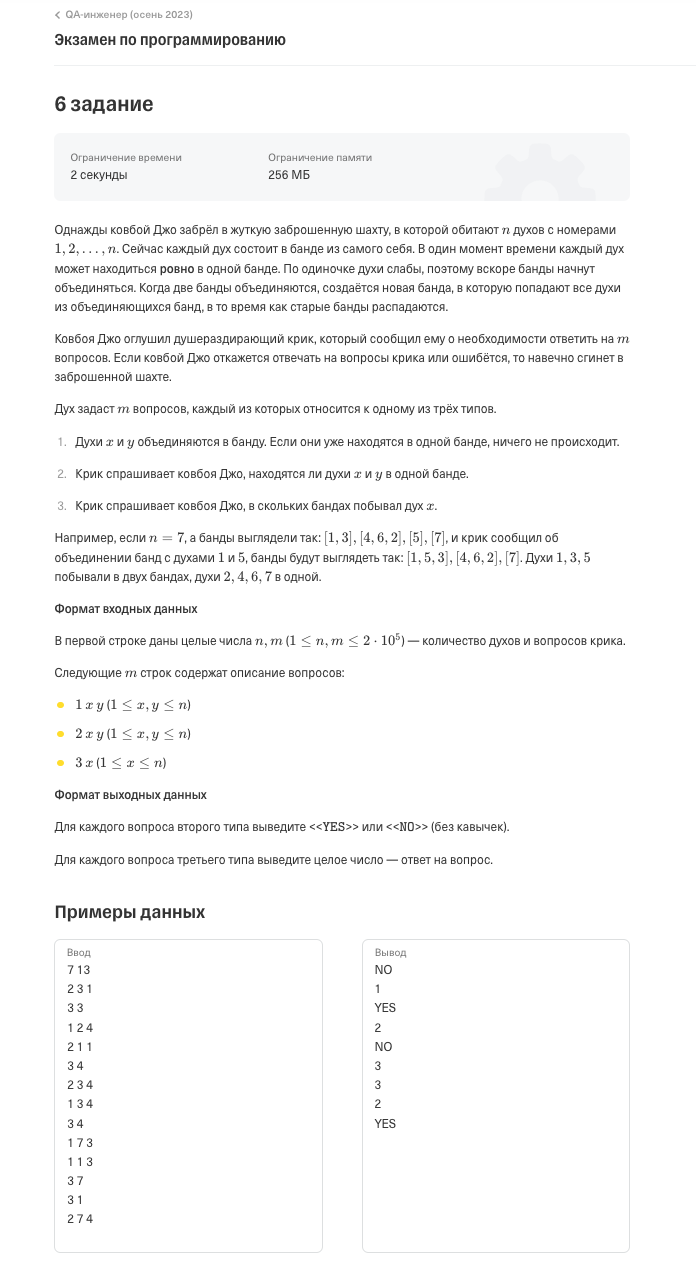 QA-инженер (осень 2023)
Экзамен по программированию
6 задание
Ограничение времени
2 секунды
Ограничение памяти
256 МБ
Однажды ковбой Джо забрёл в жуткую заброшенную шахту, в которой обитают n духов с номерами
1, 2, . . . , n. Сейчас каждый дух состоит в банде из самого себя. В один момент времени каждый дух
может находиться ровно в одной банде. По одиночке духи слабы, поэтому вскоре банды начнут
объединяться. Когда две банды объединяются, создаётся новая банда, в которую попадают все духи
из объединяющихся банд, в то время как старые банды распадаются.
Ковбоя Джо оглушил душераздирающий крик, который сообщил ему о необходимости ответить на m
вопросов. Если ковбой Джо откажется отвечать на вопросы крика или ошибётся, то навечно сгинет в
заброшенной шахте.
Дух задаст m вопросов, каждый из которых относится к одному из трёх типов.
1. Духи x и y объединяются в банду. Если они уже находятся в одной банде, ничего не происходит.
2. Крик спрашивает ковбоя Джо, находятся ли духи x и y в одной банде.
3. Крик спрашивает ковбоя Джо, в скольких бандах побывал дух x.
Например, если n = 7, а банды выглядели так: [1, 3], [4, 6, 2], [5], [7], и крик сообщил об
объединении банд с духами 1 и 5, банды будут выглядеть так: [1, 5, 3], [4, 6, 2], [7]. Духи 1, 3, 5
побывали в двух бандах, духи 2, 4, 6, 7 в одной.
Формат входных данных
В первой строке даны целые числа n, m (1 ≤ n, m ≤ 2 · 10⁵) — количество духов и вопросов крика.
Следующие m строк содержат описание вопросов:
1 x y (1 ≤ x, y ≤ n)
2 x y (1 ≤ x, y ≤ n)
3 x (1 ≤ x ≤ n)
Формат выходных данных
Для каждого вопроса второго типа выведите <<YES>> или <<NO>> (без кавычек).
Для каждого вопроса третьего типа выведите целое число — ответ на вопрос.
Примеры данных
Ввод
7 13
2 3 1
3 3
1 2 4
2 1 1
3 4
2 3 4
1 3 4
3 4
1 7 3
1 1 3
3 7
3 1
2 7 4
Вывод
NO
1
YES
2
NO
3
3
2
YES